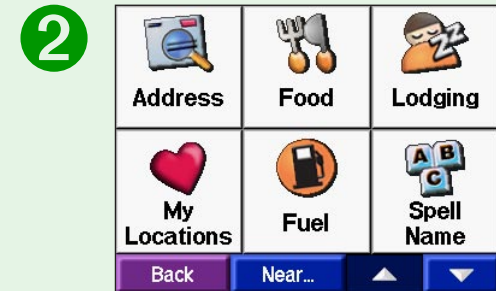 2
Address Food Lodging
A B
C
My
Locations
Fuel
Spell
Name
Back Near...